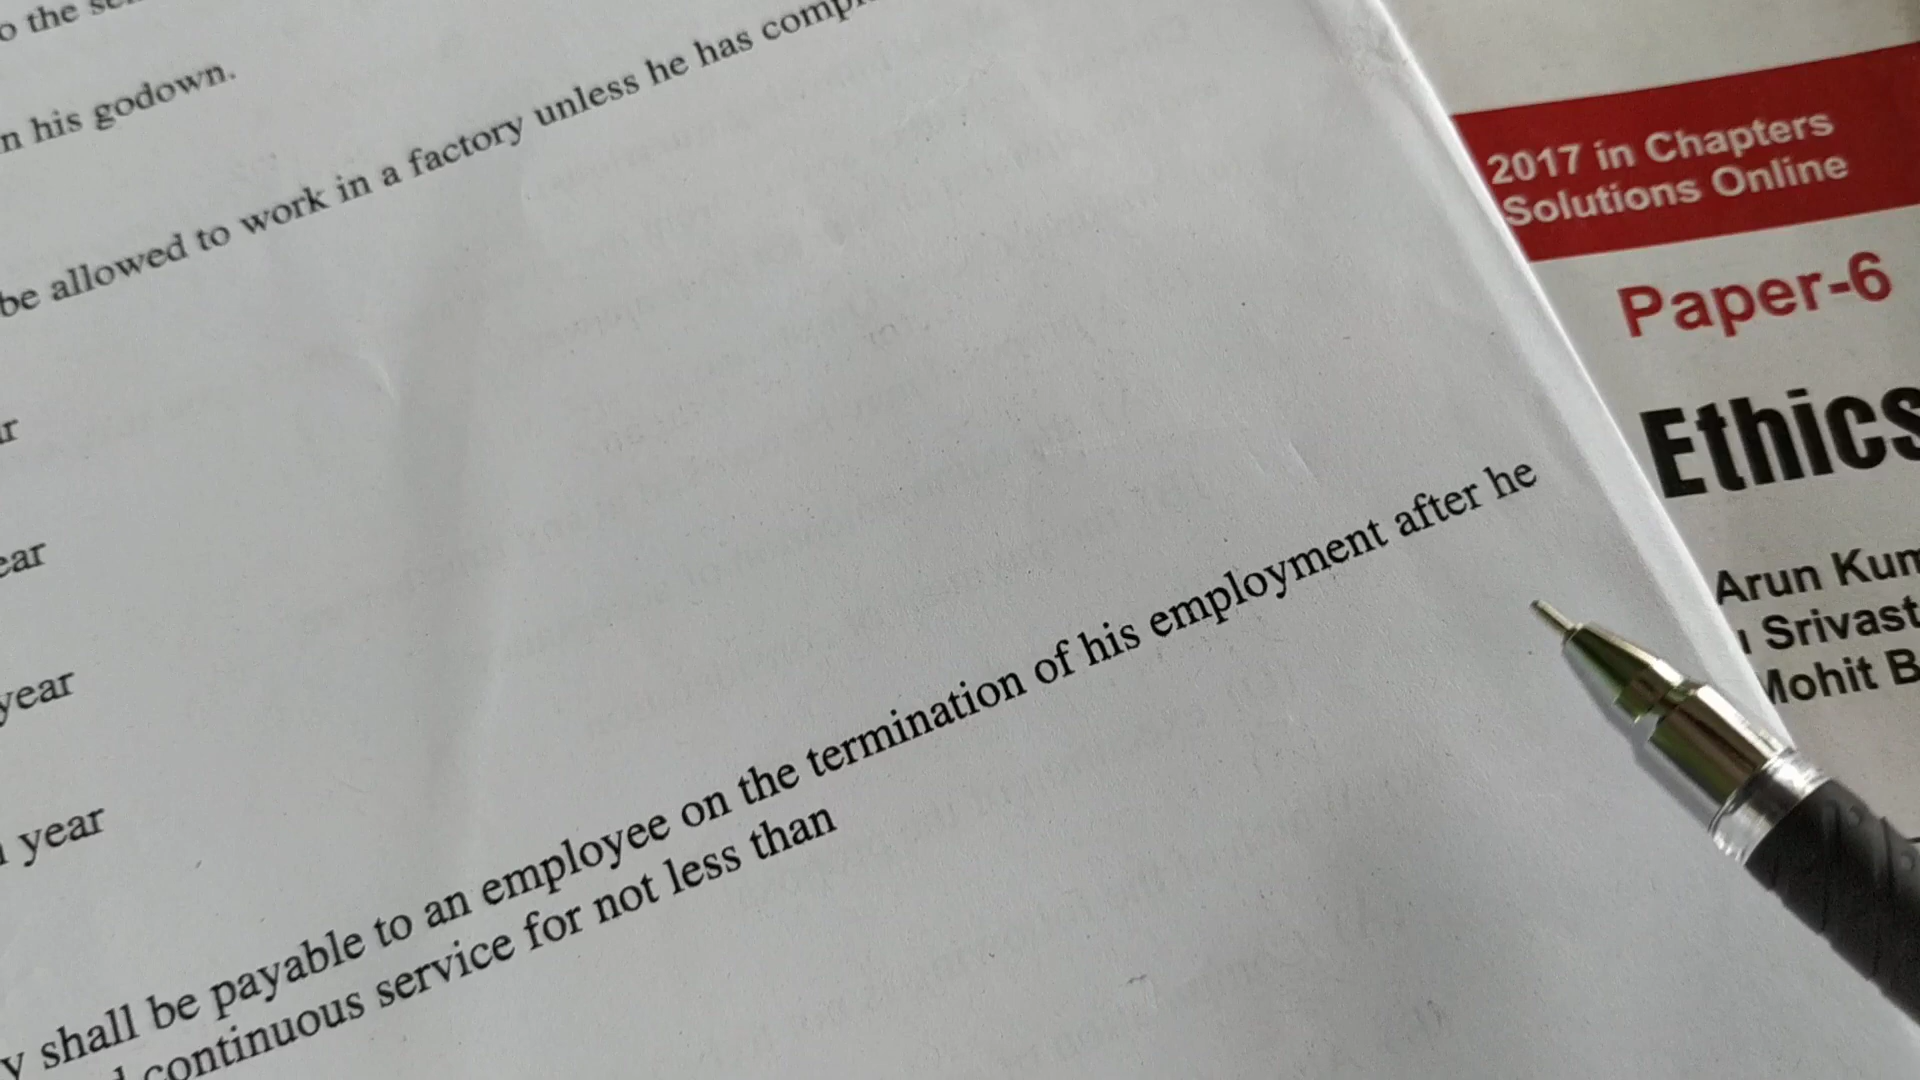 o the
n his godown.
be allowed to work in a factory unless he has comp
r
ear
year
year
y shall be payable to an employee on the termination of his employment after he
continuous service for not less than
2017 in Chapters
Solutions Online
Paper-6
Ethics
Arun Kum
Srivast
Mohit B